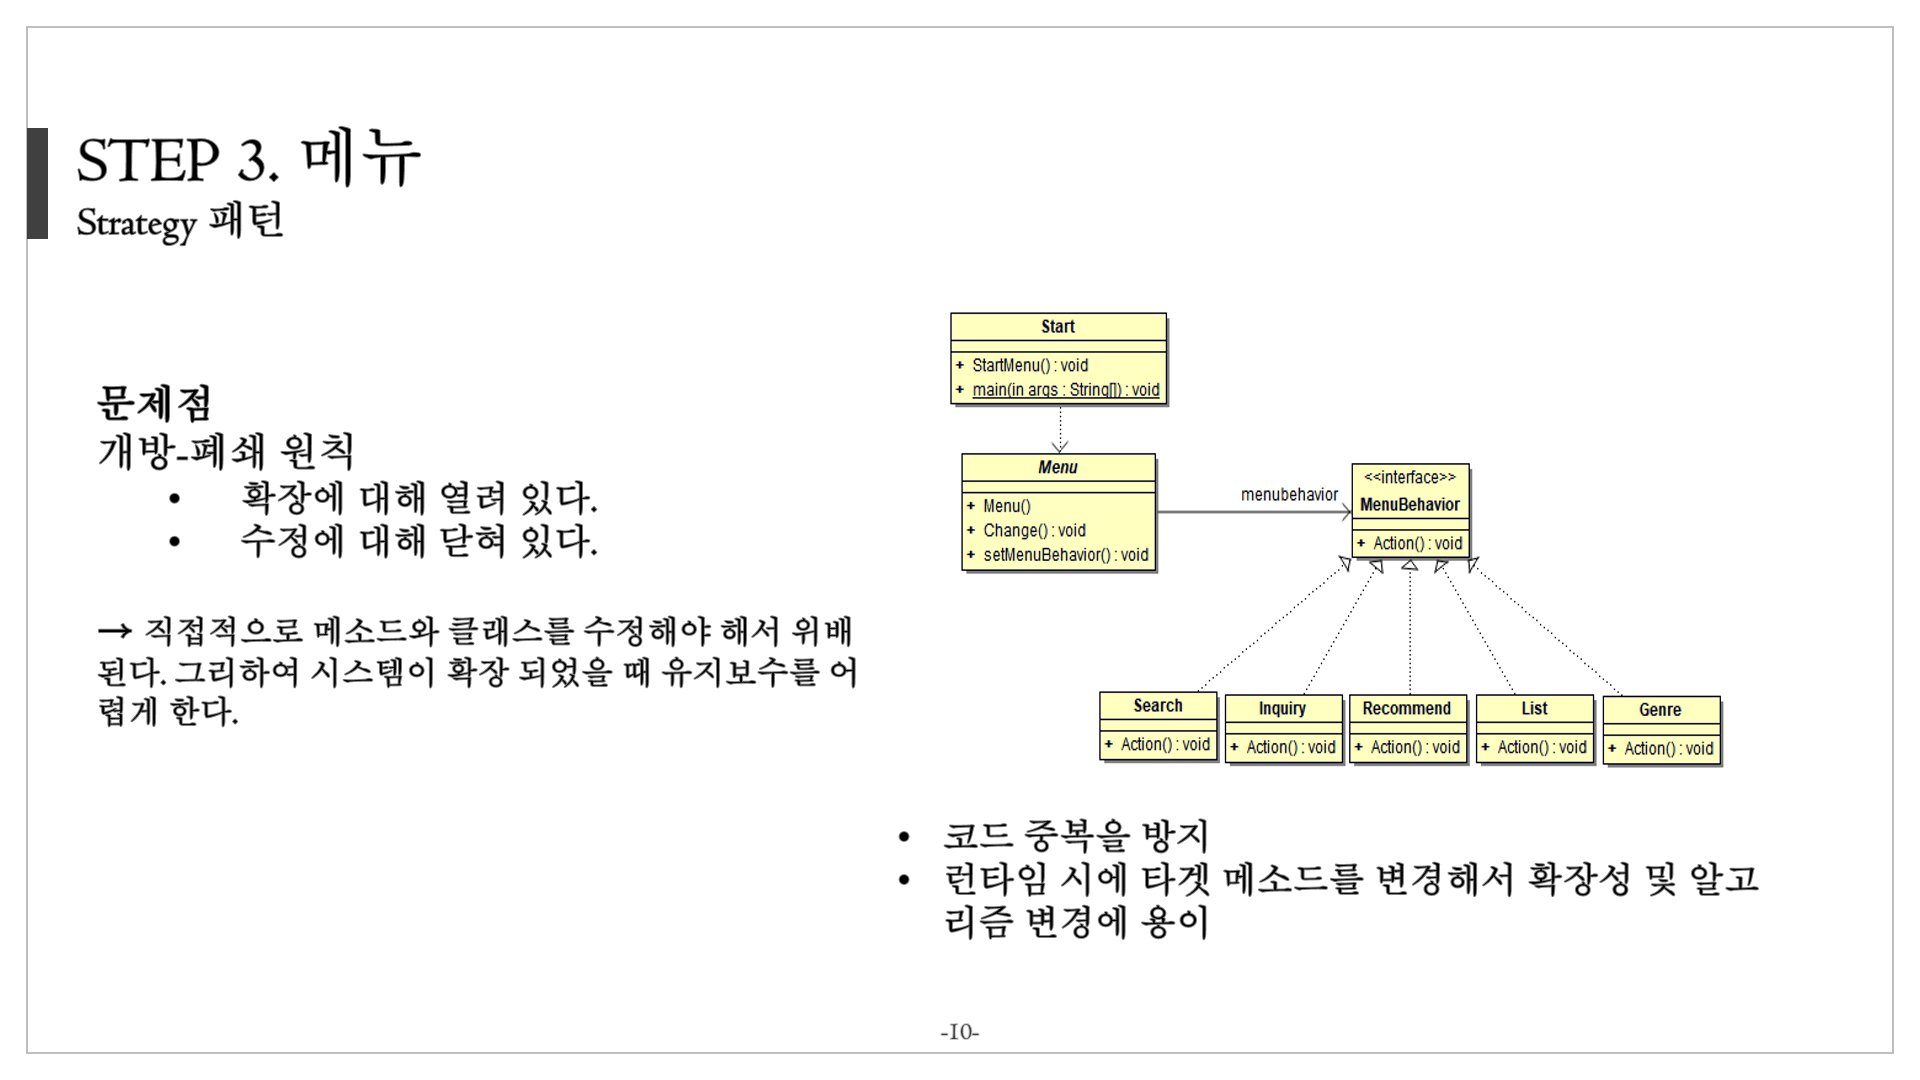 STEP 3. 메뉴
Strategy 패턴
문제점
개방-폐쇄 원칙
• 확장에 대해 열려 있다.
• 수정에 대해 닫혀 있다.
→ 직접적으로 메소드와 클래스를 수정해야 해서 위배
된다. 그리하여 시스템이 확장 되었을 때 유지보수를 어
렵게 한다.
Start
+ StartMenu() : void
+ main(in args : String[]) : void
Menu
+ Menu()
+ Change() : void
+ setMenuBehavior() : void
menubehavior
<<interface>>
MenuBehavior
+ Action() : void
Search
+ Action() : void
Inquiry
+ Action() : void
Recommend
+ Action() : void
List
+ Action() : void
Genre
+ Action() : void
• 코드 중복을 방지
• 런타임 시에 타겟 메소드를 변경해서 확장성 및 알고
리즘 변경에 용이
-10-